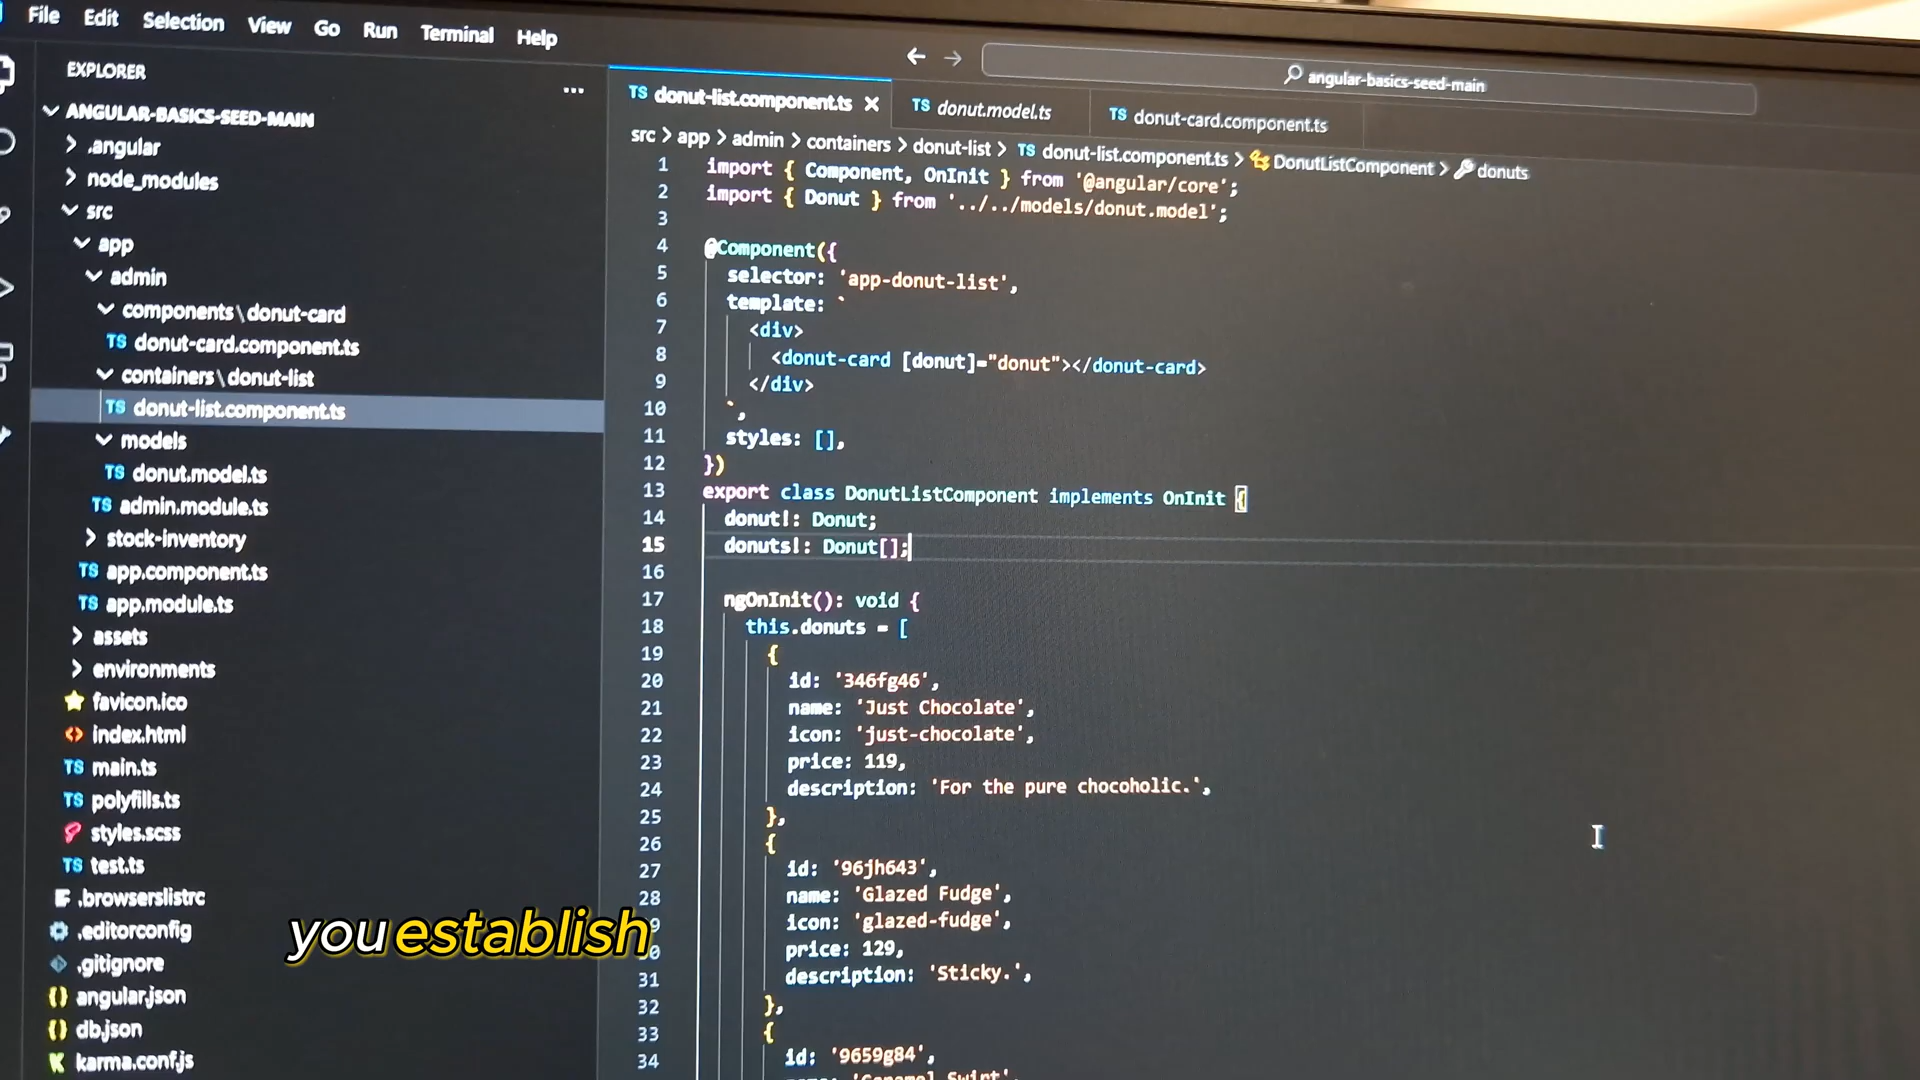 File Edit Selection View Go Run Terminal Help
angular-basics-seed-main
EXPLORER ...
ANGULAR-BASICS-SEED-MAIN
.angular
node_modules
src
app
admin
components\donut-card
TS donut-card.component.ts
containers\donut-list
TS donut-list.component.ts
models
TS donut.model.ts
TS admin.module.ts
stock-inventory
TS app.component.ts
TS app.module.ts
assets
environments
favicon.ico
index.html
TS main.ts
TS polyfills.ts
styles.scss
TS test.ts
.browserslistrc
.editorconfig
.gitignore
{} angular.json
{} db.json
K karma.conf.js
TS donut-list.component.ts × TS donut.model.ts TS donut-card.component.ts
src > app > admin > containers > donut-list > TS donut-list.component.ts > DonutListComponent > donuts
1 import { Component, OnInit } from '@angular/core';
2 import { Donut } from '../../models/donut.model';
3
4 @Component({
5 selector: 'app-donut-list',
6 template: `
7 <div>
8 <donut-card [donut]="donut"></donut-card>
9 </div>
10 `,
11 styles: [],
12 })
13 export class DonutListComponent implements OnInit {
14 donut!: Donut;
15 donuts!: Donut[];
16
17 ngOnInit(): void {
18 this.donuts = [
19 {
20 id: '346fg46',
21 name: 'Just Chocolate',
22 icon: 'just-chocolate',
23 price: 119,
24 description: 'For the pure chocoholic.',
25 },
26 {
27 id: '96jh643',
28 name: 'Glazed Fudge',
29 icon: 'glazed-fudge',
30 price: 129,
31 description: 'Sticky.',
32 },
33 {
34 id: '9659g84',
you establish